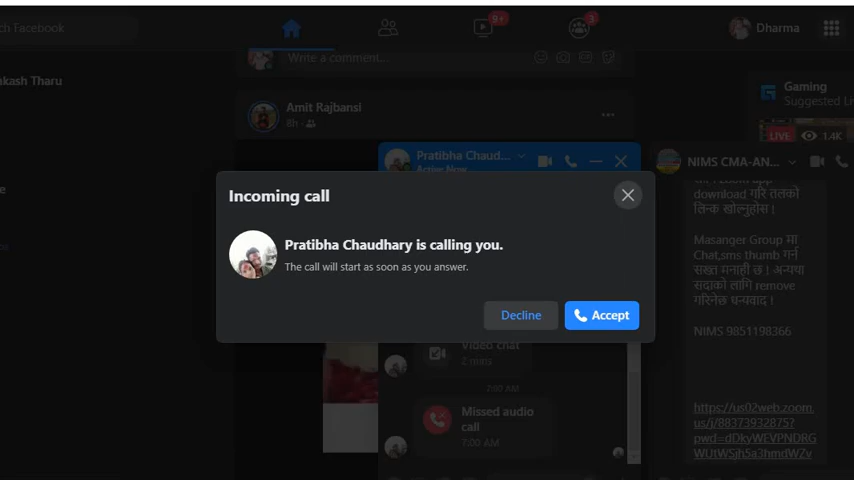 ch Facebook
9+
3
Dharma
Write a comment...
akash Tharu
Gaming
Suggested Li
LIVE 1.4K
Amit Rajbansi
8h
Pratibha Chaud...
Active Now
NIMS CMA-AN...
download गरि तलको
लिन्क खोल्नुहोस !
Incoming call
Pratibha Chaudhary is calling you.
The call will start as soon as you answer.
Decline
Accept
Masanger Group मा
Chat,sms thumb गर्न
सख्त मनाही छ ! अन्यथा
सदाको लागि remove
गरिनेछ धन्यवाद !
NIMS 9851198366
Video chat
2 mins
7:00 AM
Missed audio
call
7:00 AM
https://us02web.zoom.
us/j/88373932875?
pwd=dDkyWEVPNDRG
WUtWSjh5a3hmdWZv